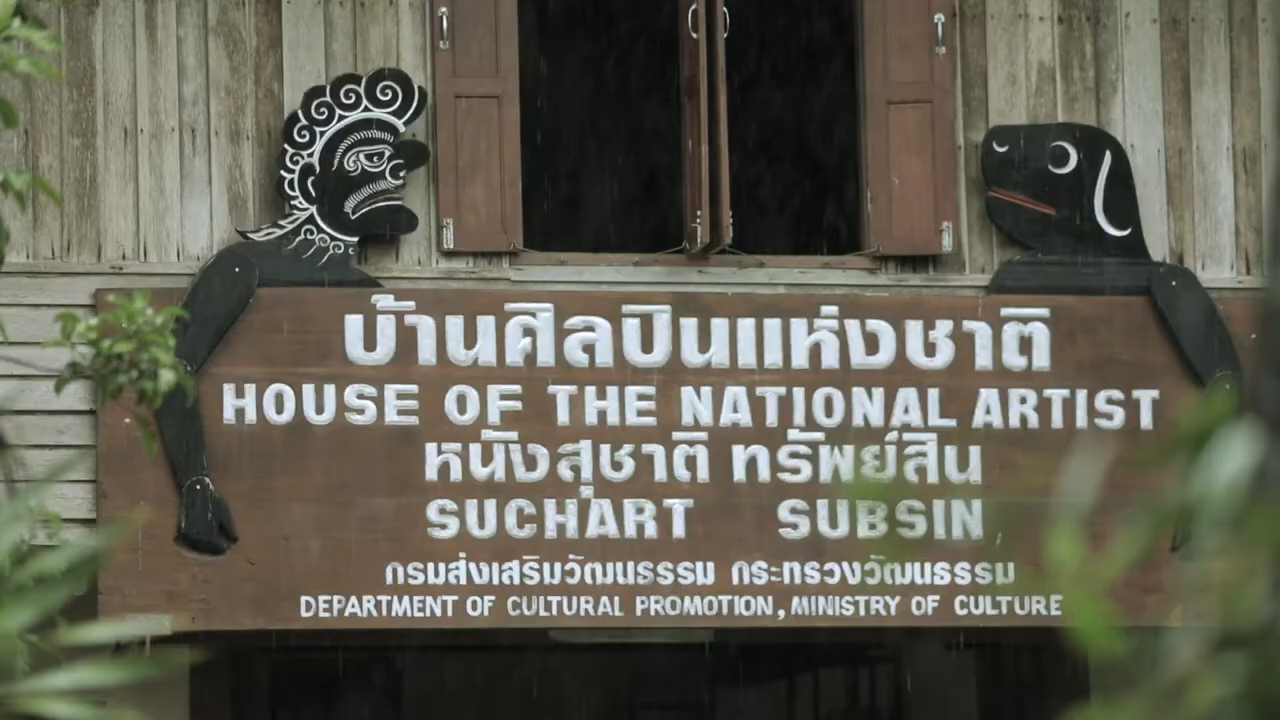 บ้านศิลปินแห่งชาติ
HOUSE OF THE NATIONAL ARTIST
หนังสุชาติ ทรัพย์สิน
SUCHART SUBSIN
กรมส่งเสริมวัฒนธรรม กระทรวงวัฒนธรรม
DEPARTMENT OF CULTURAL PROMOTION, MINISTRY OF CULTURE